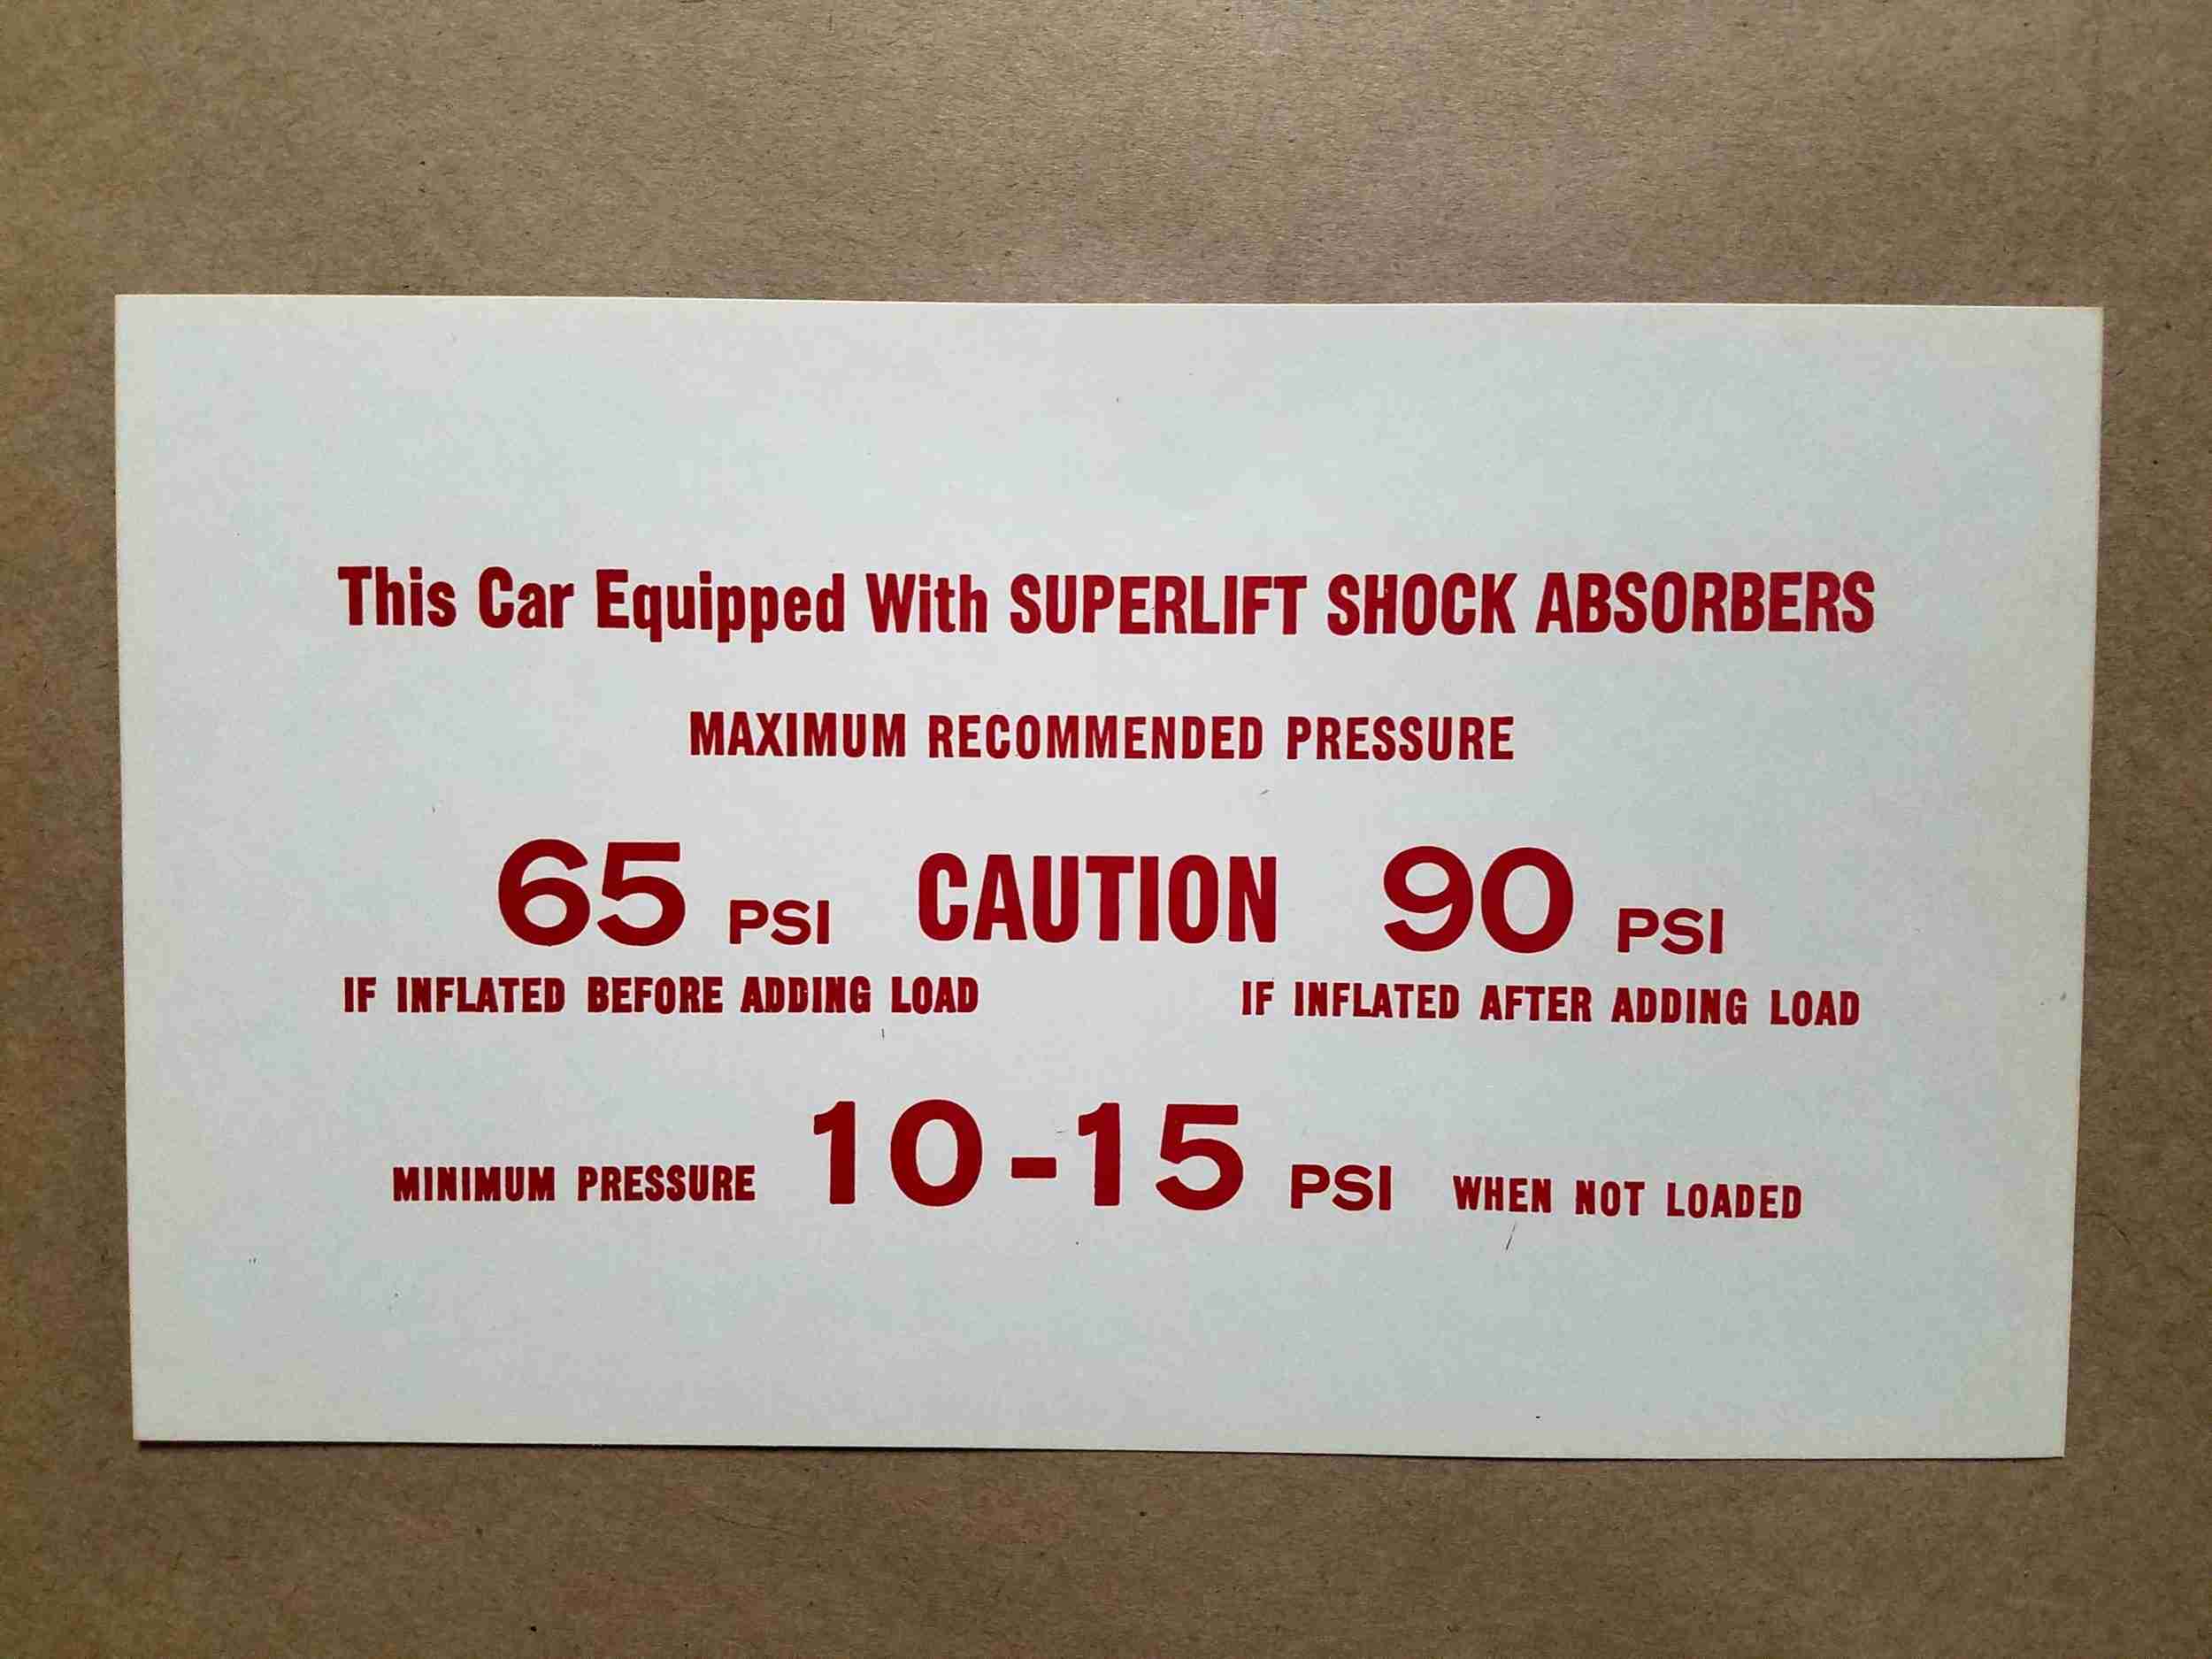 This Car Equipped With SUPERLIFT SHOCK ABSORBERS
MAXIMUM RECOMMENDED PRESSURE
65 PSI CAUTION 90 PSI
IF INFLATED BEFORE ADDING LOAD IF INFLATED AFTER ADDING LOAD
MINIMUM PRESSURE 10-15 PSI WHEN NOT LOADED